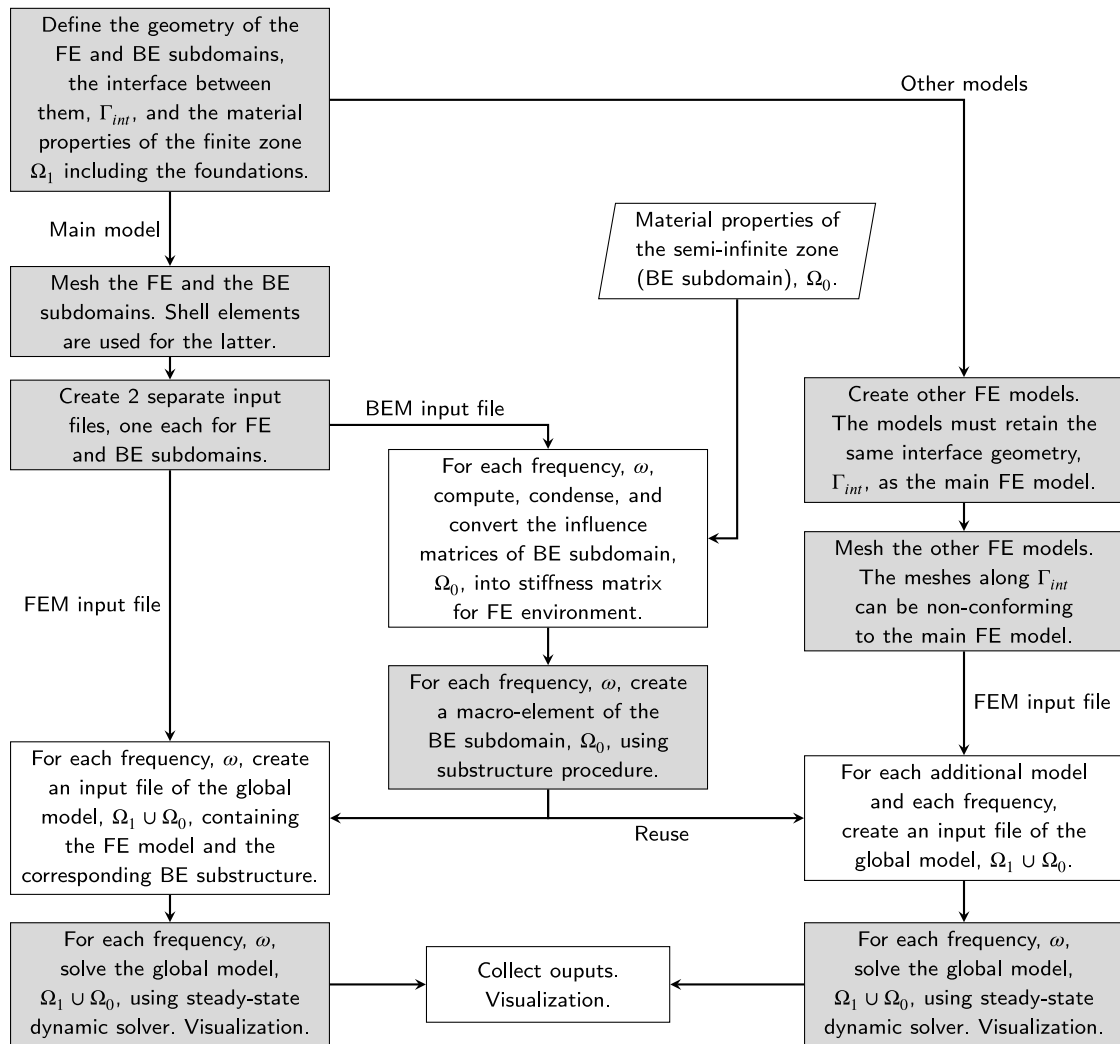 Define the geometry of the
FE and BE subdomains,
the interface between
them, Γint, and the material
properties of the finite zone
Ω1 including the foundations.
Other models
Main model
Material properties of
the semi-infinite zone
(BE subdomain), Ω0.
Mesh the FE and the BE
subdomains. Shell elements
are used for the latter.
Create 2 separate input
files, one each for FE
and BE subdomains.
BEM input file
Create other FE models.
The models must retain the
same interface geometry,
Γint, as the main FE model.
For each frequency, ω,
compute, condense, and
convert the influence
matrices of BE subdomain,
Ω0, into stiffness matrix
for FE environment.
Mesh the other FE models.
The meshes along Γint
can be non-conforming
to the main FE model.
FEM input file
For each frequency, ω, create
a macro-element of the
BE subdomain, Ω0, using
substructure procedure.
FEM input file
For each frequency, ω, create
an input file of the global
model, Ω1 ∪ Ω0, containing
the FE model and the
corresponding BE substructure.
Reuse
For each additional model
and each frequency,
create an input file of the
global model, Ω1 ∪ Ω0.
For each frequency, ω,
solve the global model,
Ω1 ∪ Ω0, using steady-state
dynamic solver. Visualization.
Collect ouputs.
Visualization.
For each frequency, ω,
solve the global model,
Ω1 ∪ Ω0, using steady-state
dynamic solver. Visualization.